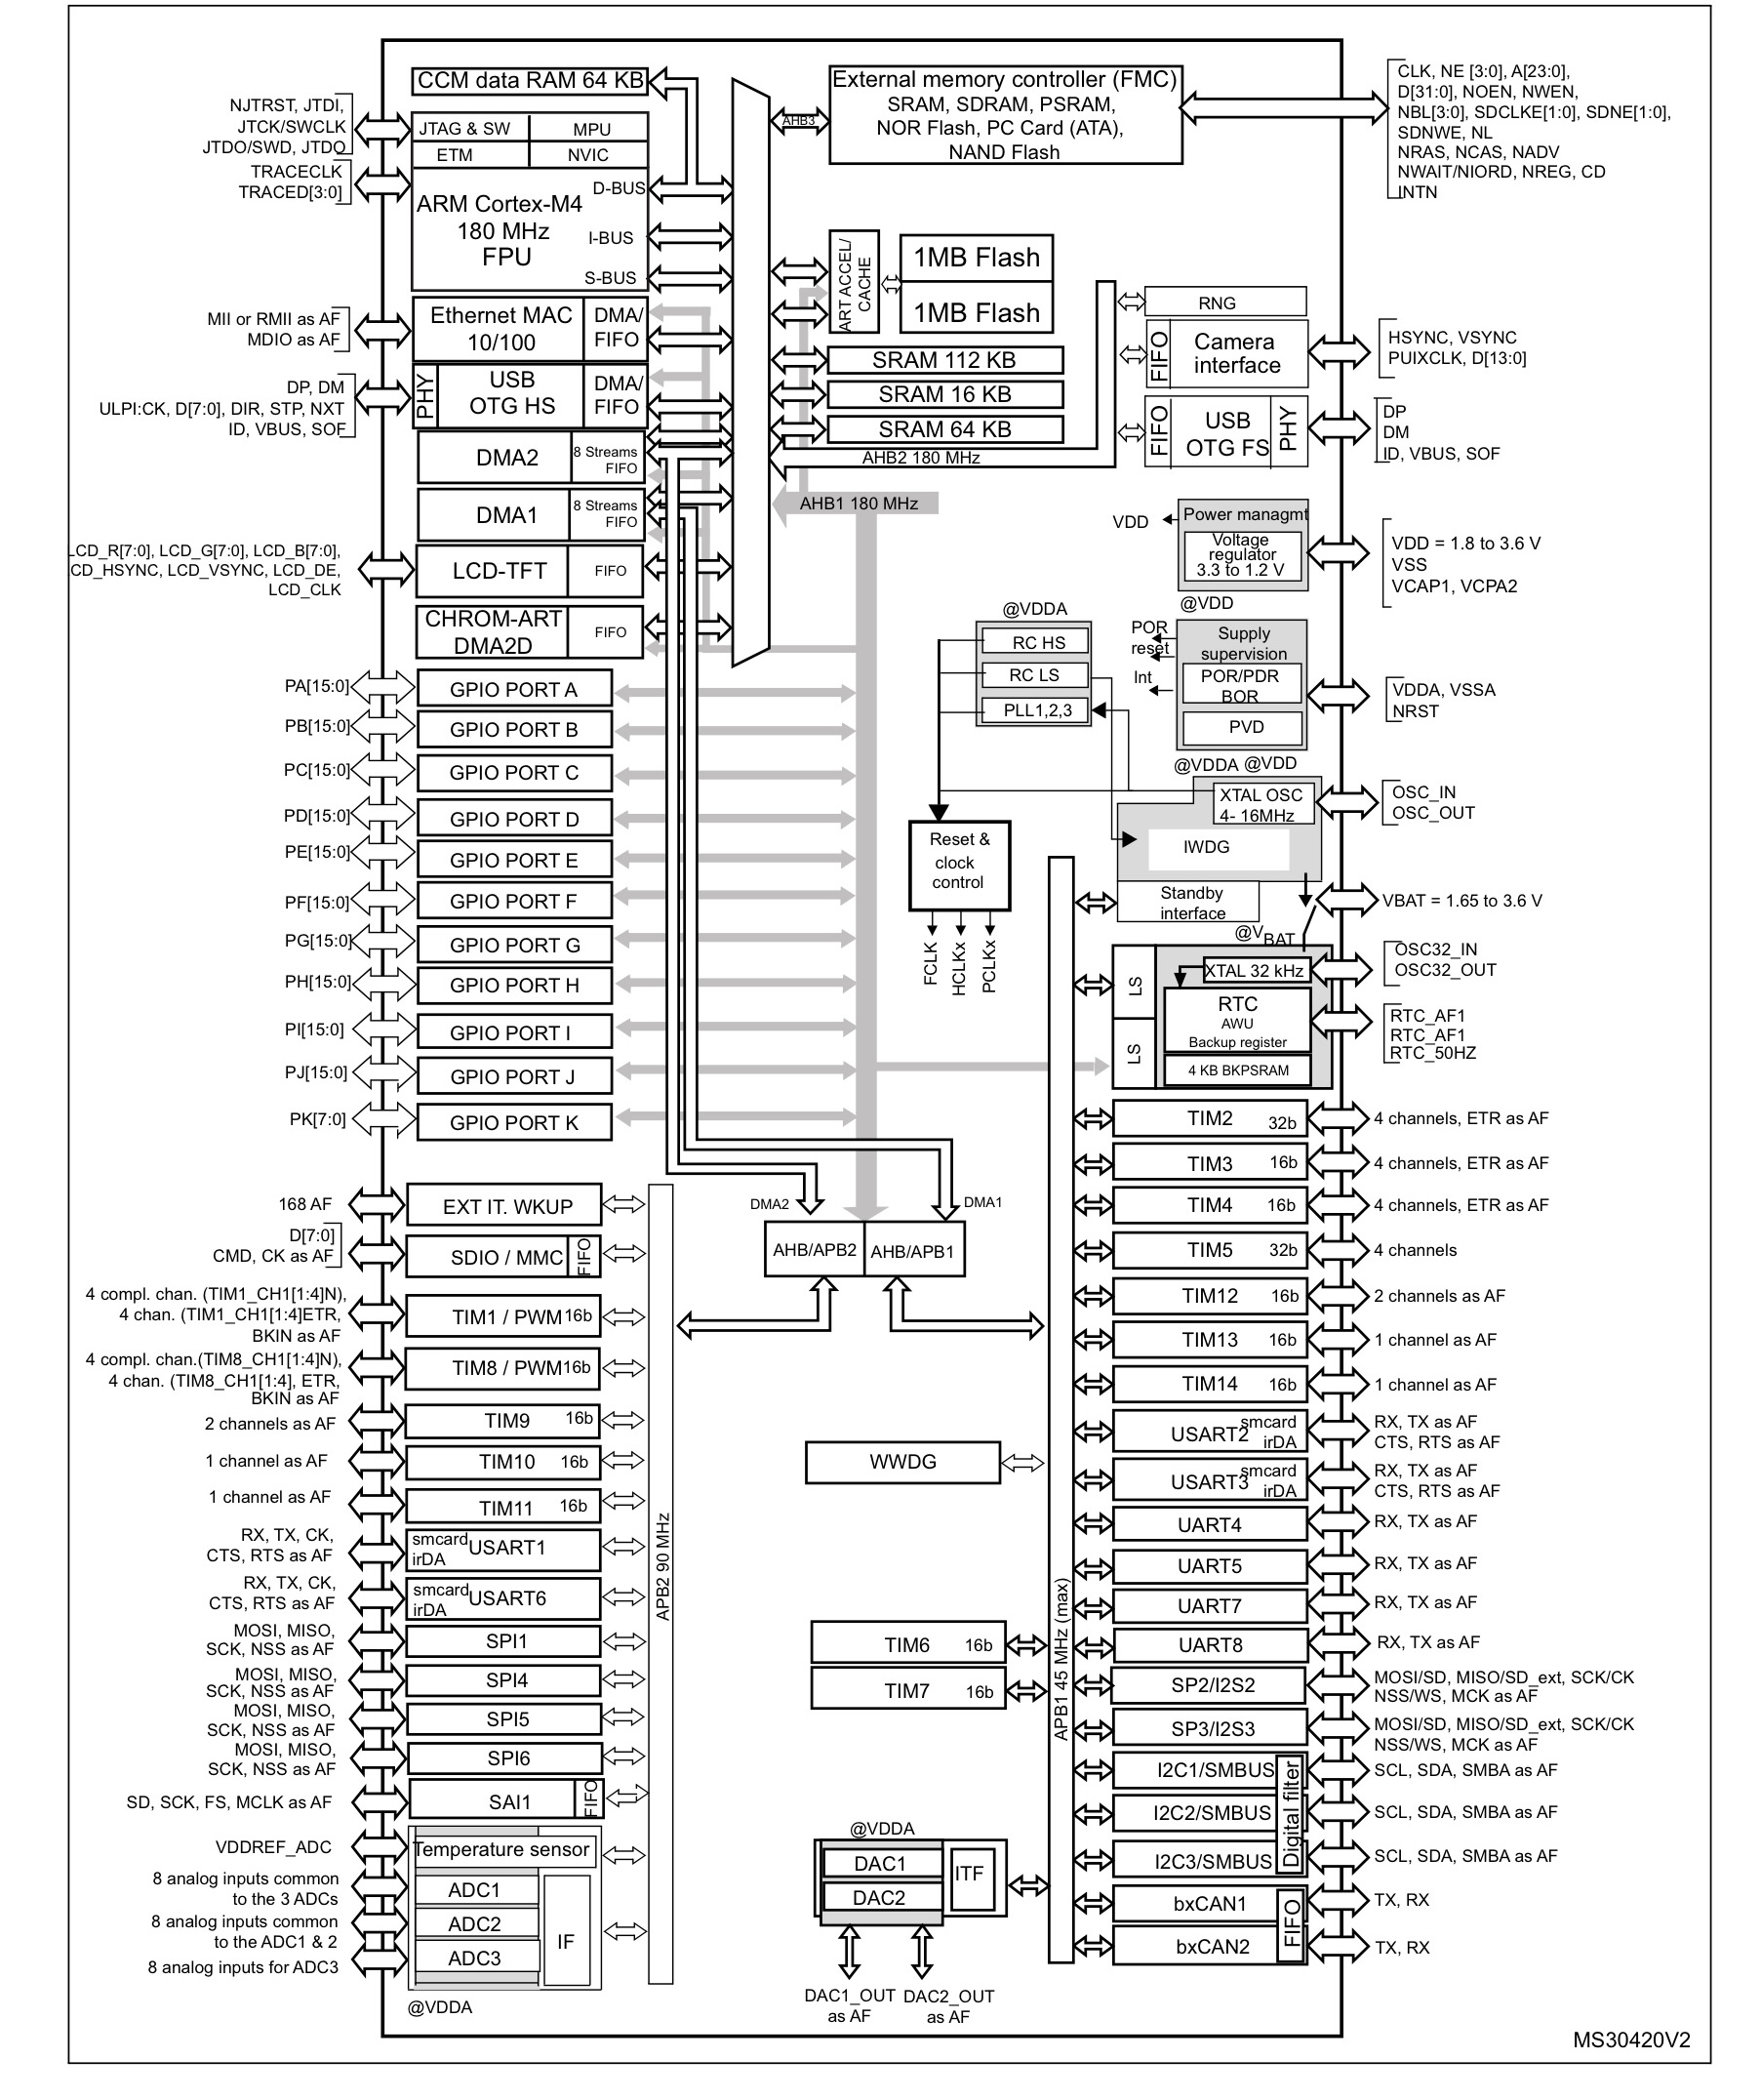 CCM data RAM 64 KB
NJTRST, JTDI,
JTCK/SWCLK
JTDO/SWD, JTDO
TRACECLK
TRACED[3:0]
JTAG & SW
MPU
ETM
NVIC
ARM Cortex-M4
180 MHz
FPU
D-BUS
I-BUS
S-BUS
AHB3
External memory controller (FMC)
SRAM, SDRAM, PSRAM,
NOR Flash, PC Card (ATA),
NAND Flash
CLK, NE [3:0], A[23:0],
D[31:0], NOEN, NWEN,
NBL[3:0], SDCLKE[1:0], SDNE[1:0],
SDNWE, NL
NRAS, NCAS, NADV
NWAIT/NIORD, NREG, CD
INTN
ART ACCEL/
CACHE
1MB Flash
1MB Flash
SRAM 112 KB
SRAM 16 KB
SRAM 64 KB
AHB2 180 MHz
AHB1 180 MHz
MII or RMII as AF
MDIO as AF
Ethernet MAC
10/100
DMA/
FIFO
DP, DM
ULPI:CK, D[7:0], DIR, STP, NXT
ID, VBUS, SOF
PHY
USB
OTG HS
DMA/
FIFO
DMA2
8 Streams
FIFO
DMA1
8 Streams
FIFO
LCD_R[7:0], LCD_G[7:0], LCD_B[7:0],
CD_HSYNC, LCD_VSYNC, LCD_DE,
LCD_CLK
LCD-TFT
FIFO
CHROM-ART
DMA2D
FIFO
RNG
FIFO
Camera
interface
HSYNC, VSYNC
PUIXCLK, D[13:0]
FIFO
USB
OTG FS
PHY
DP
DM
ID, VBUS, SOF
VDD
Power managmt
Voltage
regulator
3.3 to 1.2 V
VDD = 1.8 to 3.6 V
VSS
VCAP1, VCPA2
@VDD
@VDDA
RC HS
RC LS
PLL1,2,3
POR
reset
Int
Supply
supervision
POR/PDR
BOR
PVD
VDDA, VSSA
NRST
@VDDA
@VDD
XTAL OSC
4- 16MHz
OSC_IN
OSC_OUT
IWDG
Reset &
clock
control
FCLK
HCLKx
PCLKx
Standby
interface
VBAT = 1.65 to 3.6 V
@VBAT
LS
LS
XTAL 32 kHz
OSC32_IN
OSC32_OUT
RTC
AWU
Backup register
4 KB BKPSRAM
RTC_AF1
RTC_AF1
RTC_50HZ
PA[15:0]
GPIO PORT A
PB[15:0]
GPIO PORT B
PC[15:0]
GPIO PORT C
PD[15:0]
GPIO PORT D
PE[15:0]
GPIO PORT E
PF[15:0]
GPIO PORT F
PG[15:0]
GPIO PORT G
PH[15:0]
GPIO PORT H
PI[15:0]
GPIO PORT I
PJ[15:0]
GPIO PORT J
PK[7:0]
GPIO PORT K
DMA2
DMA1
AHB/APB2
AHB/APB1
168 AF
EXT IT. WKUP
D[7:0]
CMD, CK as AF
SDIO / MMC
FIFO
4 compl. chan. (TIM1_CH1[1:4]N),
4 chan. (TIM1_CH1[1:4]ETR,
BKIN as AF
TIM1 / PWM 16b
4 compl. chan.(TIM8_CH1[1:4]N),
4 chan. (TIM8_CH1[1:4], ETR,
BKIN as AF
TIM8 / PWM 16b
2 channels as AF
TIM9 16b
1 channel as AF
TIM10 16b
1 channel as AF
TIM11 16b
RX, TX, CK,
CTS, RTS as AF
smcard
irDA
USART1
RX, TX, CK,
CTS, RTS as AF
smcard
irDA
USART6
MOSI, MISO,
SCK, NSS as AF
SPI1
MOSI, MISO,
SCK, NSS as AF
SPI4
MOSI, MISO,
SCK, NSS as AF
SPI5
MOSI, MISO,
SCK, NSS as AF
SPI6
SD, SCK, FS, MCLK as AF
SAI1
FIFO
VDDREF_ADC
Temperature sensor
8 analog inputs common
to the 3 ADCs
ADC1
8 analog inputs common
to the ADC1 & 2
ADC2
8 analog inputs for ADC3
ADC3
IF
@VDDA
APB2 90 MHz
WWDG
TIM6 16b
TIM7 16b
@VDDA
DAC1
DAC2
ITF
DAC1_OUT
as AF
DAC2_OUT
as AF
APB1 45 MHz (max)
TIM2 32b
4 channels, ETR as AF
TIM3 16b
4 channels, ETR as AF
TIM4 16b
4 channels, ETR as AF
TIM5 32b
4 channels
TIM12 16b
2 channels as AF
TIM13 16b
1 channel as AF
TIM14 16b
1 channel as AF
USART2
smcard
irDA
RX, TX as AF
CTS, RTS as AF
USART3
smcard
irDA
RX, TX as AF
CTS, RTS as AF
UART4
RX, TX as AF
UART5
RX, TX as AF
UART7
RX, TX as AF
UART8
RX, TX as AF
SP2/I2S2
MOSI/SD, MISO/SD_ext, SCK/CK
NSS/WS, MCK as AF
SP3/I2S3
MOSI/SD, MISO/SD_ext, SCK/CK
NSS/WS, MCK as AF
I2C1/SMBUS
SCL, SDA, SMBA as AF
I2C2/SMBUS
SCL, SDA, SMBA as AF
I2C3/SMBUS
SCL, SDA, SMBA as AF
Digital filter
bxCAN1
TX, RX
bxCAN2
TX, RX
FIFO
MS30420V2